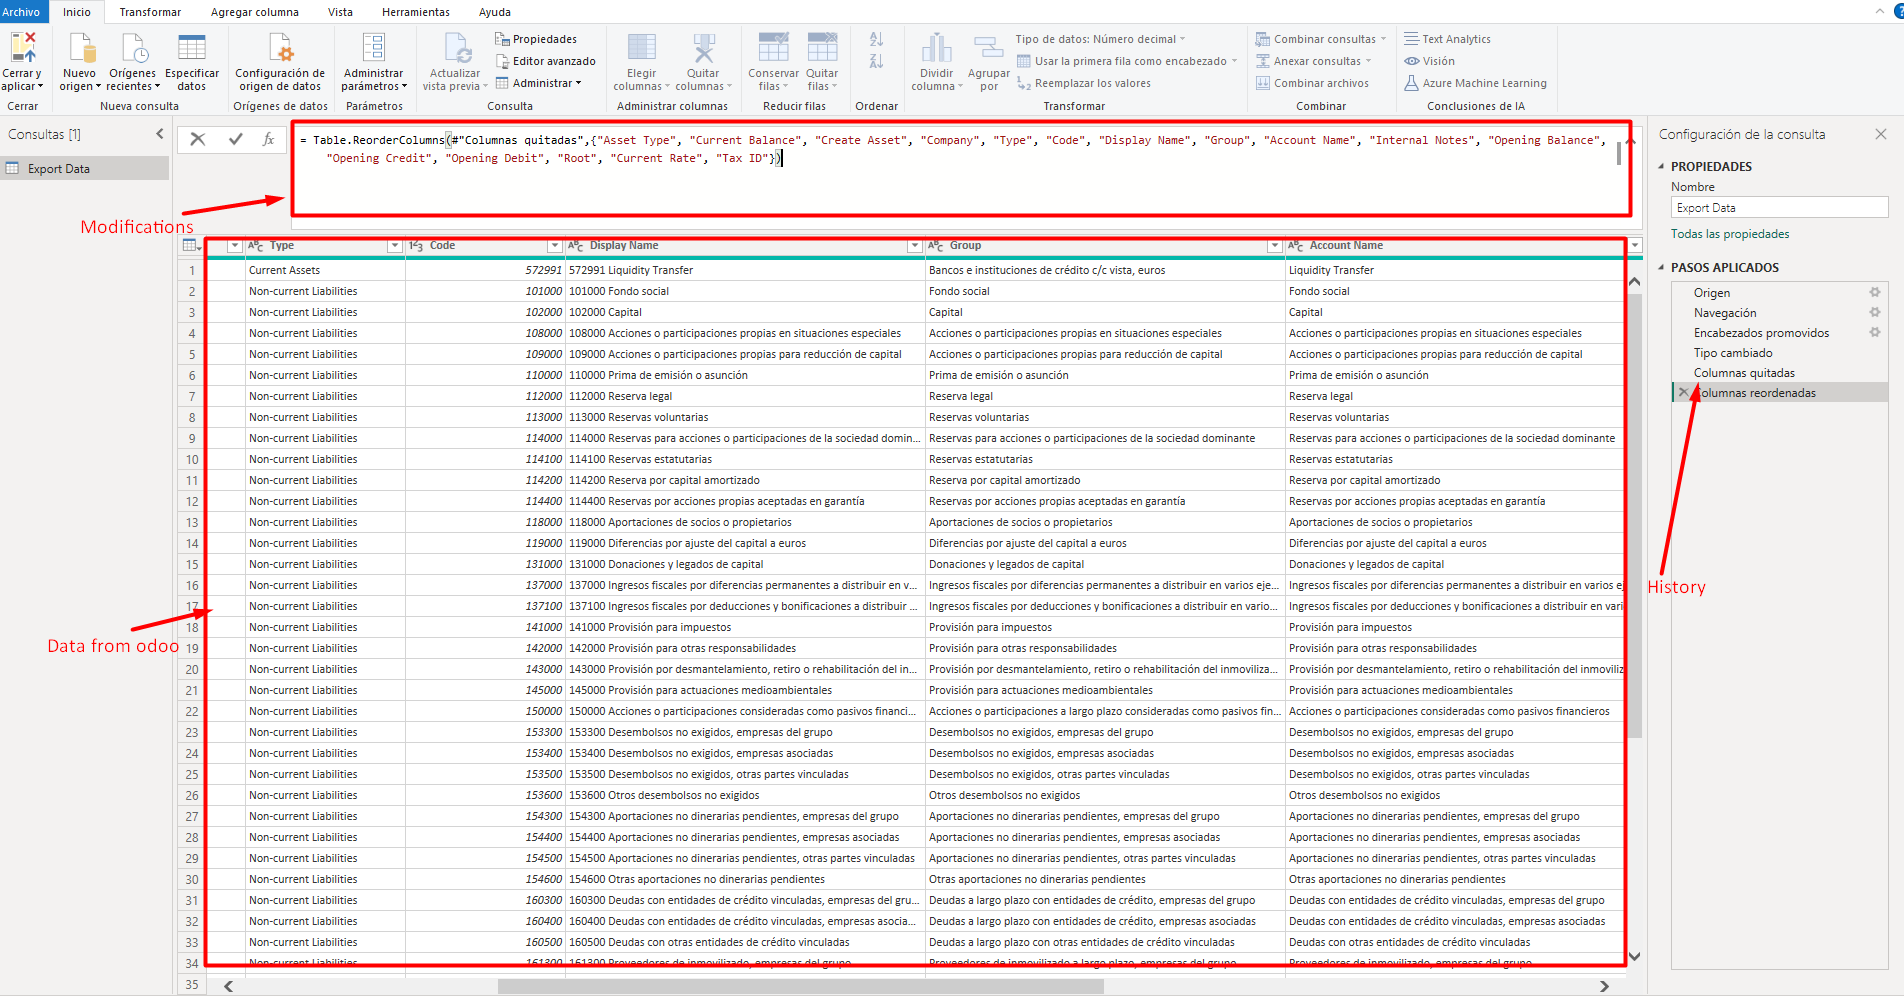 Archivo Inicio Transformar Agregar columna Vista Herramientas Ayuda
Cerrar y aplicar
Cerrar
Nuevo origen
Orígenes recientes
Especificar datos
Nueva consulta
Configuración de origen de datos
Orígenes de datos
Administrar parámetros
Parámetros
Actualizar vista previa
Propiedades
Editor avanzado
Administrar
Consulta
Elegir columnas
Quitar columnas
Administrar columnas
Conservar filas
Quitar filas
Reducir filas
Ordenar
Dividir columna
Agrupar por
Tipo de datos: Número decimal
Usar la primera fila como encabezado
Reemplazar los valores
Transformar
Combinar consultas
Anexar consultas
Combinar archivos
Combinar
Text Analytics
Visión
Azure Machine Learning
Conclusiones de IA
Consultas [1]
Export Data
fx
= Table.ReorderColumns(#"Columnas quitadas",{"Asset Type", "Current Balance", "Create Asset", "Company", "Type", "Code", "Display Name", "Group", "Account Name", "Internal Notes", "Opening Balance",
"Opening Credit", "Opening Debit", "Root", "Current Rate", "Tax ID"})
Modifications
Data from odoo
History
Type Code Display Name Group Account Name
1 Current Assets 572991 572991 Liquidity Transfer Bancos e instituciones de crédito c/c vista, euros Liquidity Transfer
2 Non-current Liabilities 101000 101000 Fondo social Fondo social Fondo social
3 Non-current Liabilities 102000 102000 Capital Capital Capital
4 Non-current Liabilities 108000 108000 Acciones o participaciones propias en situaciones especiales Acciones o participaciones propias en situaciones especiales Acciones o participaciones propias en situaciones especiales
5 Non-current Liabilities 109000 109000 Acciones o participaciones propias para reducción de capital Acciones o participaciones propias para reducción de capital Acciones o participaciones propias para reducción de capital
6 Non-current Liabilities 110000 110000 Prima de emisión o asunción Prima de emisión o asunción Prima de emisión o asunción
7 Non-current Liabilities 112000 112000 Reserva legal Reserva legal Reserva legal
8 Non-current Liabilities 113000 113000 Reservas voluntarias Reservas voluntarias Reservas voluntarias
9 Non-current Liabilities 114000 114000 Reservas para acciones o participaciones de la sociedad domin... Reservas para acciones o participaciones de la sociedad dominante Reservas para acciones o participaciones de la sociedad dominante
10 Non-current Liabilities 114100 114100 Reservas estatutarias Reservas estatutarias Reservas estatutarias
11 Non-current Liabilities 114200 114200 Reserva por capital amortizado Reserva por capital amortizado Reserva por capital amortizado
12 Non-current Liabilities 114400 114400 Reservas por acciones propias aceptadas en garantía Reservas por acciones propias aceptadas en garantía Reservas por acciones propias aceptadas en garantía
13 Non-current Liabilities 118000 118000 Aportaciones de socios o propietarios Aportaciones de socios o propietarios Aportaciones de socios o propietarios
14 Non-current Liabilities 119000 119000 Diferencias por ajuste del capital a euros Diferencias por ajuste del capital a euros Diferencias por ajuste del capital a euros
15 Non-current Liabilities 131000 131000 Donaciones y legados de capital Donaciones y legados de capital Donaciones y legados de capital
16 Non-current Liabilities 137000 137000 Ingresos fiscales por diferencias permanentes a distribuir en v... Ingresos fiscales por diferencias permanentes a distribuir en varios eje... Ingresos fiscales por diferencias permanentes a distribuir en varios ej
17 Non-current Liabilities 137100 137100 Ingresos fiscales por deducciones y bonificaciones a distribuir ... Ingresos fiscales por deducciones y bonificaciones a distribuir en vario... Ingresos fiscales por deducciones y bonificaciones a distribuir en vari
18 Non-current Liabilities 141000 141000 Provisión para impuestos Provisión para impuestos Provisión para impuestos
19 Non-current Liabilities 142000 142000 Provisión para otras responsabilidades Provisión para otras responsabilidades Provisión para otras responsabilidades
20 Non-current Liabilities 143000 143000 Provisión por desmantelamiento, retiro o rehabilitación del in... Provisión por desmantelamiento, retiro o rehabilitación del inmoviliza... Provisión por desmantelamiento, retiro o rehabilitación del inmoviliz
21 Non-current Liabilities 145000 145000 Provisión para actuaciones medioambientales Provisión para actuaciones medioambientales Provisión para actuaciones medioambientales
22 Non-current Liabilities 150000 150000 Acciones o participaciones consideradas como pasivos financi... Acciones o participaciones a largo plazo consideradas como pasivos fin... Acciones o participaciones consideradas como pasivos financieros
23 Non-current Liabilities 153300 153300 Desembolsos no exigidos, empresas del grupo Desembolsos no exigidos, empresas del grupo Desembolsos no exigidos, empresas del grupo
24 Non-current Liabilities 153400 153400 Desembolsos no exigidos, empresas asociadas Desembolsos no exigidos, empresas asociadas Desembolsos no exigidos, empresas asociadas
25 Non-current Liabilities 153500 153500 Desembolsos no exigidos, otras partes vinculadas Desembolsos no exigidos, otras partes vinculadas Desembolsos no exigidos, otras partes vinculadas
26 Non-current Liabilities 153600 153600 Otros desembolsos no exigidos Otros desembolsos no exigidos Otros desembolsos no exigidos
27 Non-current Liabilities 154300 154300 Aportaciones no dinerarias pendientes, empresas del grupo Aportaciones no dinerarias pendientes, empresas del grupo Aportaciones no dinerarias pendientes, empresas del grupo
28 Non-current Liabilities 154400 154400 Aportaciones no dinerarias pendientes, empresas asociadas Aportaciones no dinerarias pendientes, empresas asociadas Aportaciones no dinerarias pendientes, empresas asociadas
29 Non-current Liabilities 154500 154500 Aportaciones no dinerarias pendientes, otras partes vinculadas Aportaciones no dinerarias pendientes, otras partes vinculadas Aportaciones no dinerarias pendientes, otras partes vinculadas
30 Non-current Liabilities 154600 154600 Otras aportaciones no dinerarias pendientes Otras aportaciones no dinerarias pendientes Otras aportaciones no dinerarias pendientes
31 Non-current Liabilities 160300 160300 Deudas con entidades de crédito vinculadas, empresas del gru... Deudas a largo plazo con entidades de crédito, empresas del grupo Deudas con entidades de crédito vinculadas, empresas del grupo
32 Non-current Liabilities 160400 160400 Deudas con entidades de crédito vinculadas, empresas asocia... Deudas a largo plazo con entidades de crédito, empresas asociadas Deudas con entidades de crédito vinculadas, empresas asociadas
33 Non-current Liabilities 160500 160500 Deudas con otras entidades de crédito vinculadas Deudas a largo plazo con otras entidades de crédito vinculadas Deudas con otras entidades de crédito vinculadas
34 Non-current Liabilities 161300 161300 Proveedores de inmovilizado, empresas del grupo Proveedores de inmovilizado a largo plazo, empresas del grupo Proveedores de inmovilizado, empresas del grupo
35
Configuración de la consulta
PROPIEDADES
Nombre
Export Data
Todas las propiedades
PASOS APLICADOS
Origen
Navegación
Encabezados promovidos
Tipo cambiado
Columnas quitadas
Columnas reordenadas